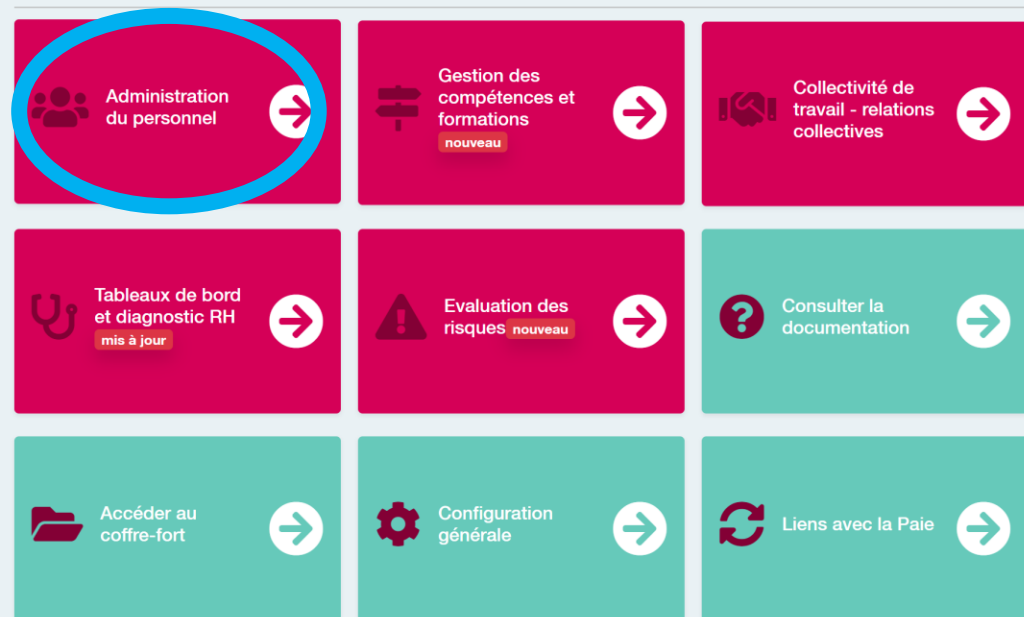 Administration
du personnel
Gestion des
compétences et
formations
nouveau
Collectivité de
travail - relations
collectives
Tableaux de bord
et diagnostic RH
mis à jour
Evaluation des
risques nouveau
Consulter la
documentation
Accéder au
coffre-fort
Configuration
générale
Liens avec la Paie